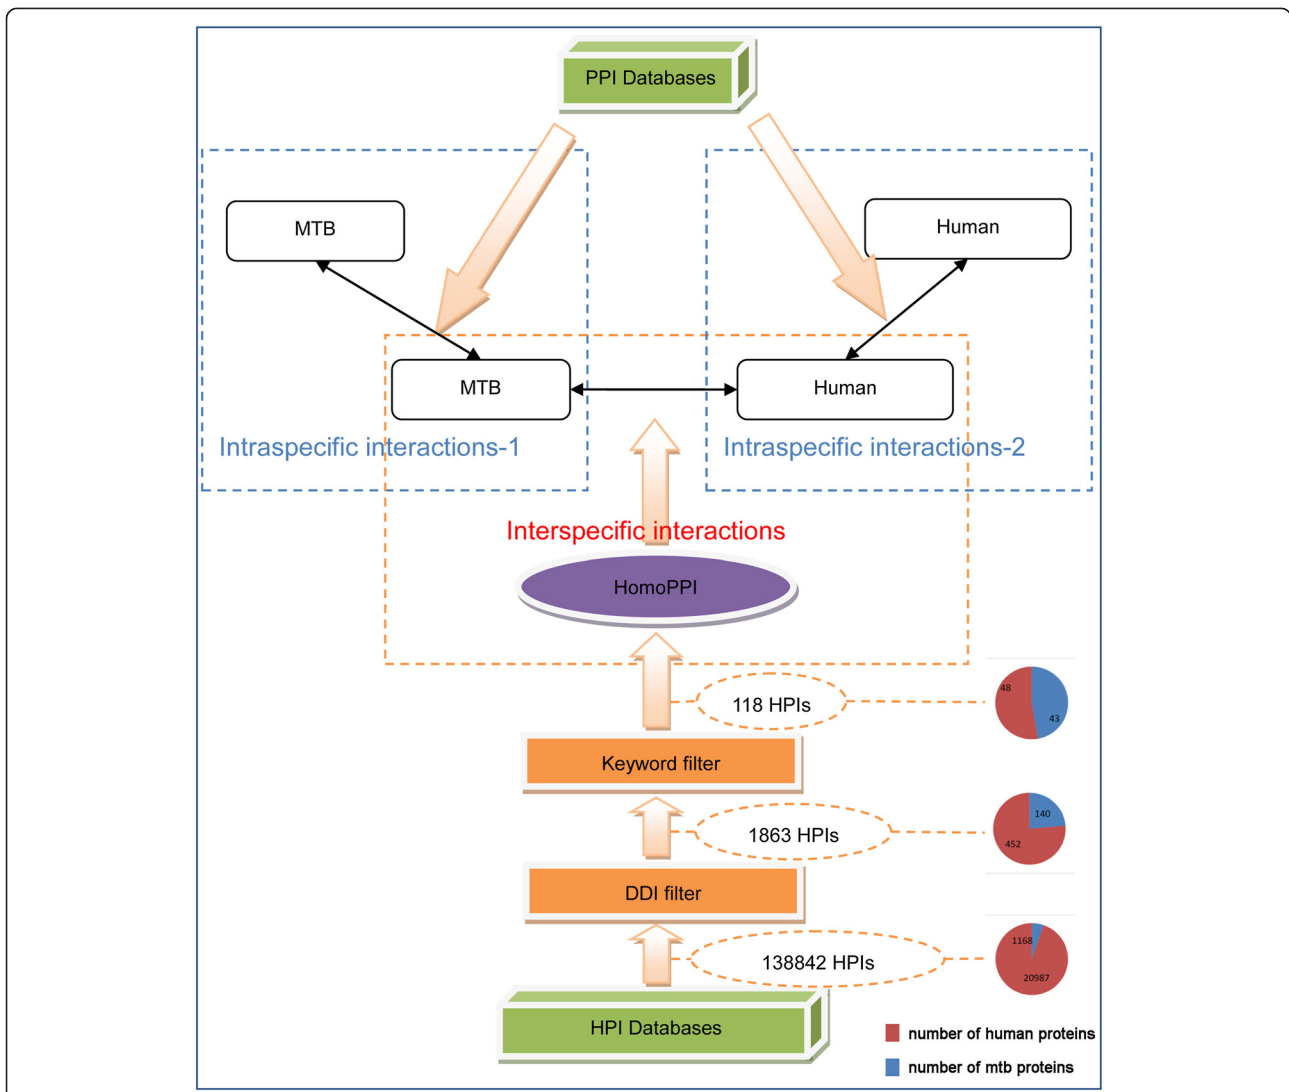 PPI Databases
MTB
Human
MTB
Human
Intraspecific interactions-1
Intraspecific interactions-2
Interspecific interactions
HomoPPI
118 HPIs
48
43
Keyword filter
1863 HPIs
140
452
DDI filter
138842 HPIs
1168
20987
HPI Databases
number of human proteins
number of mtb proteins